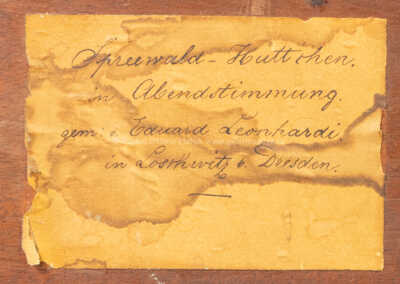 Spreewald-Hüttchen.
in Abendstimmung.
gem: v. Eduard Leonhardi,
in Loschwitz b. Dresden.